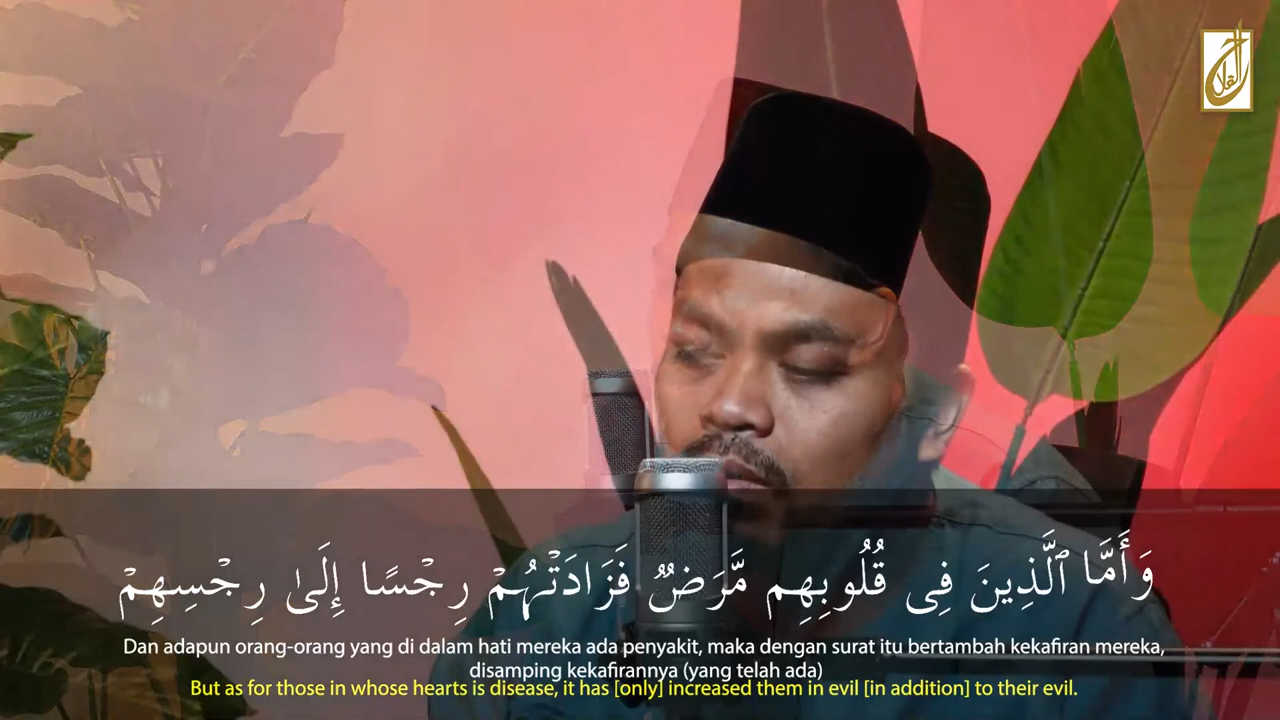 وَأَمَّا ٱلَّذِينَ فِى قُلُوبِهِم مَّرَضٌ فَزَادَتْهُمْ رِجْسًا إِلَىٰ رِجْسِهِمْ
Dan adapun orang-orang yang di dalam hati mereka ada penyakit, maka dengan surat itu bertambah kekafiran mereka,
disamping kekafirannya (yang telah ada)
But as for those in whose hearts is disease, it has [only] increased them in evil [in addition] to their evil.